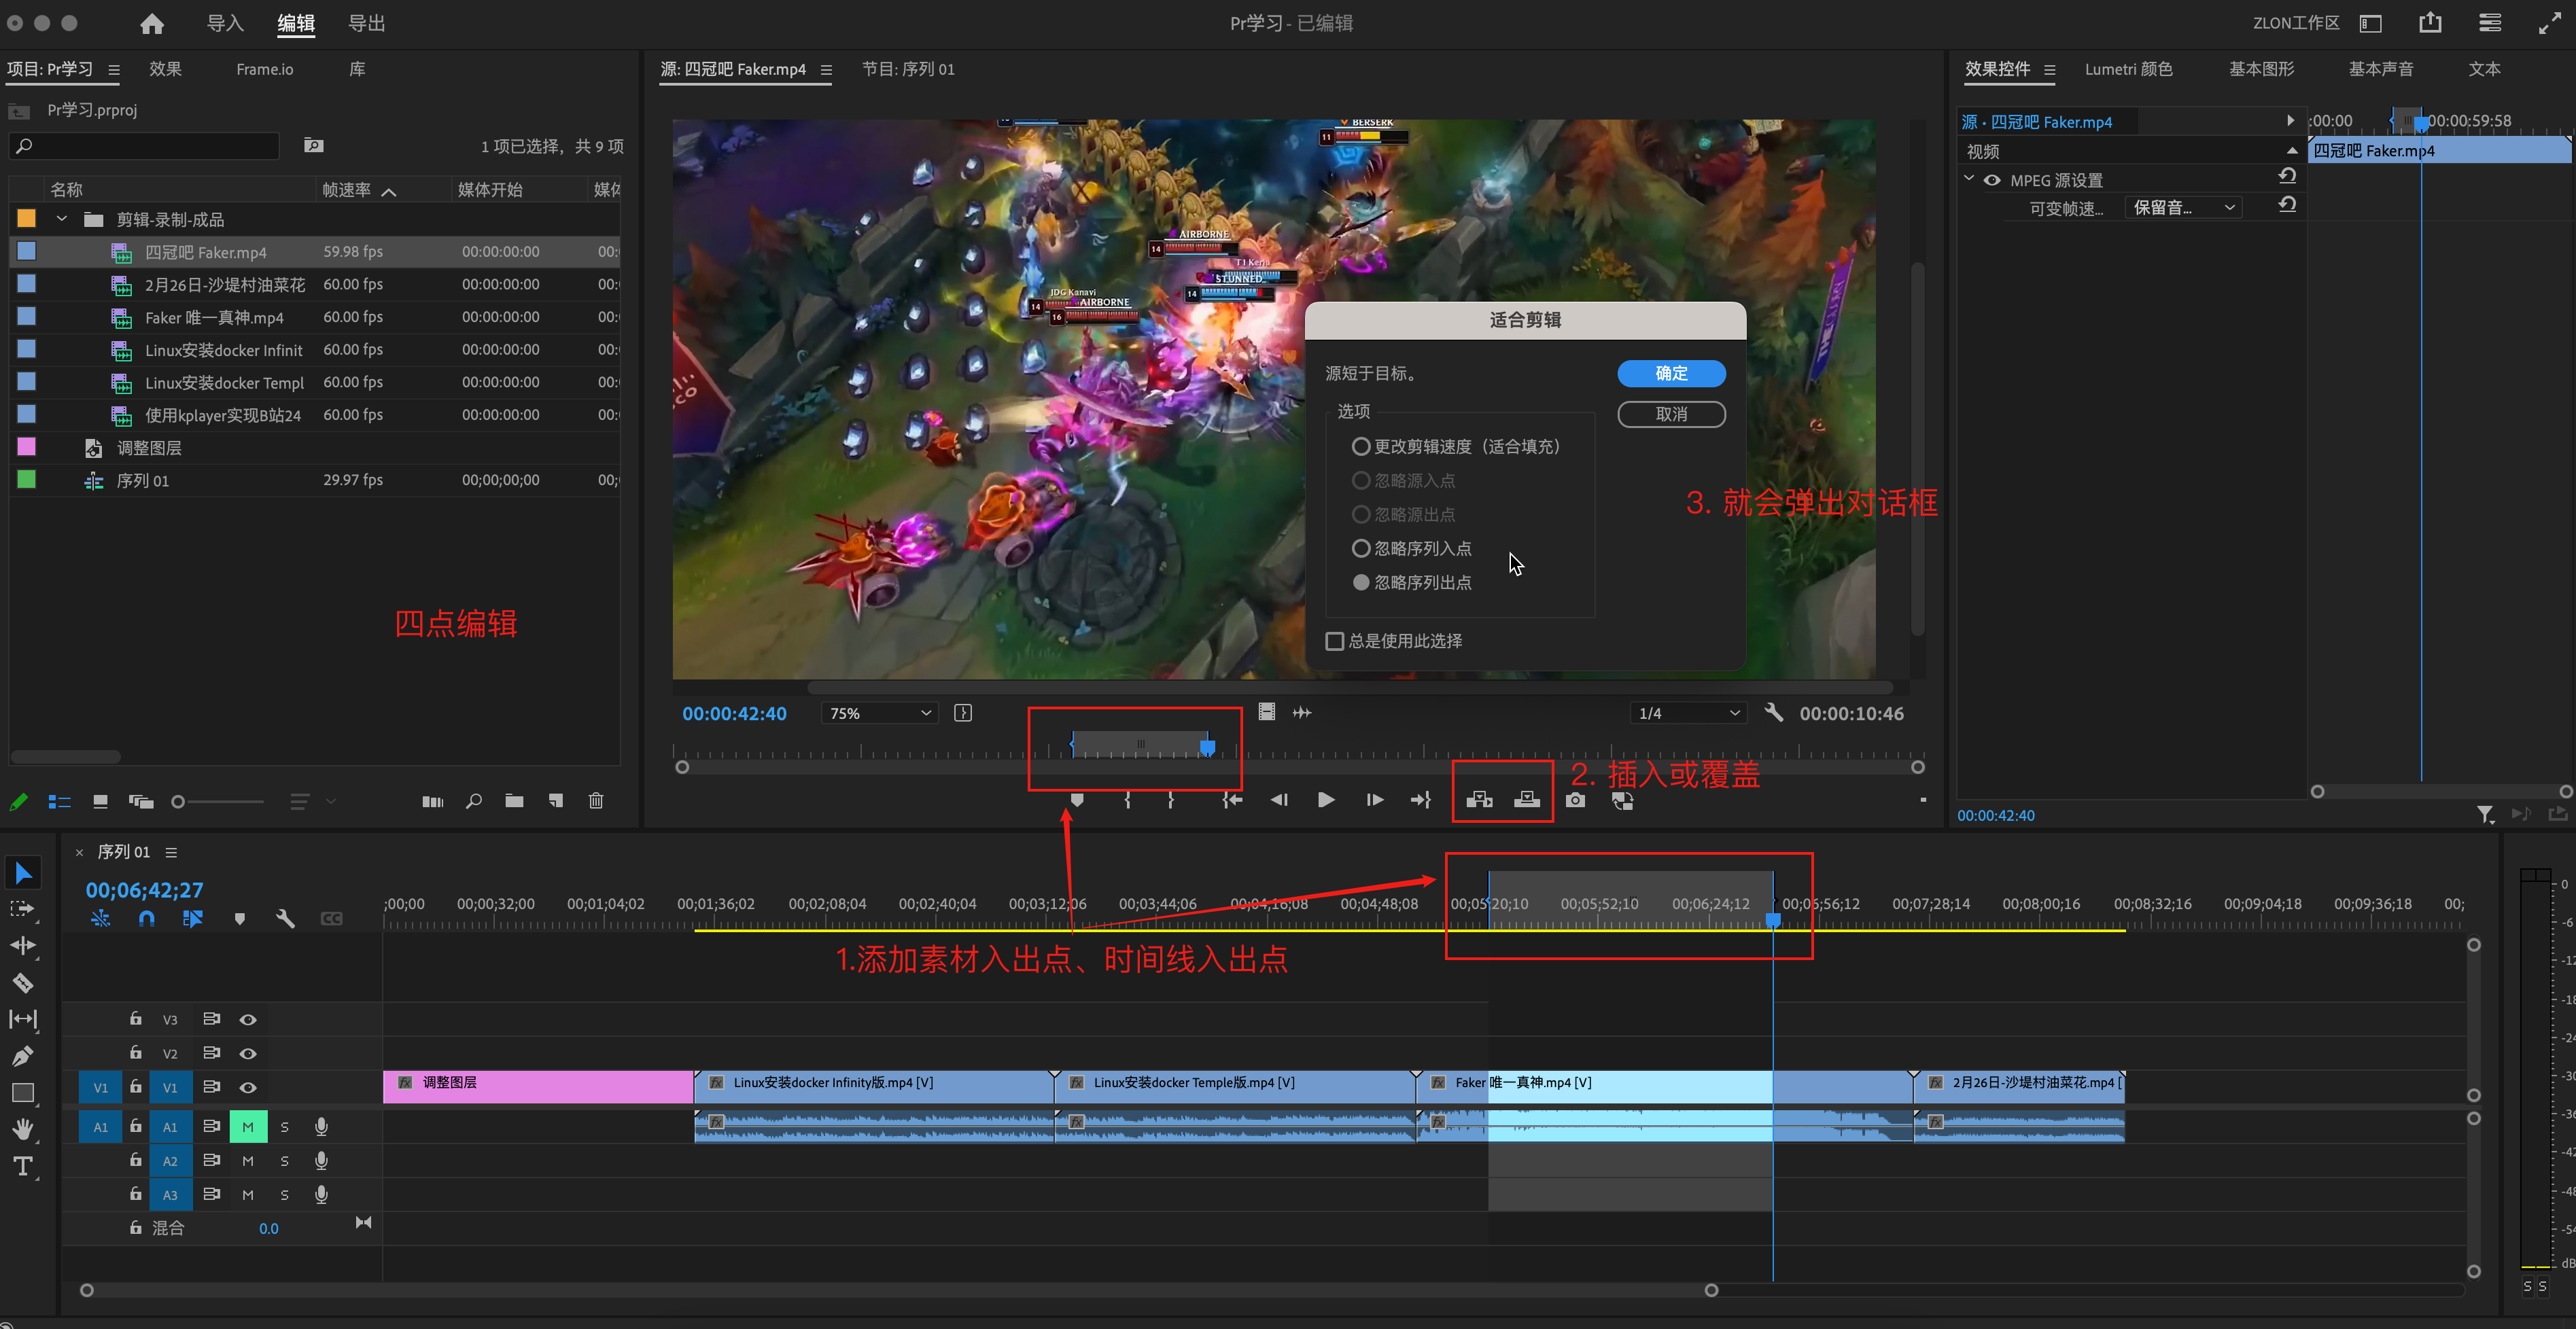 导入 编辑 导出
Pr学习 - 已编辑
ZLON工作区
项目: Pr学习 效果 Frame.io 库
Pr学习.prproj
1 项已选择，共 9 项
名称 帧速率 媒体开始
剪辑-录制-成品
四冠吧 Faker.mp4 59.98 fps 00:00:00:00 00:
2月26日-沙堤村油菜花 60.00 fps 00:00:00:00 00:
Faker 唯一真神.mp4 60.00 fps 00:00:00:00 00:
Linux安装docker Infinit 60.00 fps 00:00:00:00 00:
Linux安装docker Templ 60.00 fps 00:00:00:00 00:
使用kplayer实现B站24 60.00 fps 00:00:00:00 00:
调整图层
序列 01 29.97 fps 00;00;00;00 00;
四点编辑
源: 四冠吧 Faker.mp4 节目: 序列 01
BERSERK
11
AIRBORNE
14
T1 Keria
STUNNED
14
JDG Kanavi
AIRBORNE
14
16
适合剪辑
源短于目标。
确定
取消
选项
更改剪辑速度（适合填充）
忽略源入点
忽略源出点
忽略序列入点
忽略序列出点
总是使用此选择
3. 就会弹出对话框
00:00:42:40 75% 1/4 00:00:10:46
2. 插入或覆盖
效果控件 Lumetri 颜色 基本图形 基本声音 文本
源・四冠吧 Faker.mp4 :00:00 00:00:59:58
视频 四冠吧 Faker.mp4
MPEG 源设置
可变帧速... 保留音...
00:00:42:40
× 序列 01
00;06;42;27
;00;00 00;00;32;00 00;01;04;02 00;01;36;02 00;02;08;04 00;02;40;04 00;03;12;06 00;03;44;06 00;04;16;08 00;04;48;08 00;05;20;10 00;05;52;10 00;06;24;12 00;06;56;12 00;07;28;14 00;08;00;16 00;08;32;16 00;09;04;18 00;09;36;18 00;
CC
1.添加素材入出点、时间线入出点
V3
V2
V1 V1 fx 调整图层 fx Linux安装docker Infinity版.mp4 [V] fx Linux安装docker Temple版.mp4 [V] fx Faker 唯一真神.mp4 [V] fx 2月26日-沙堤村油菜花.mp4 [
A1 A1 M S fx fx fx fx
A2 M S
A3 M S
混合 0.0
0
-6
-12
-18
-24
-30
-36
-42
-48
-54
dB
S S